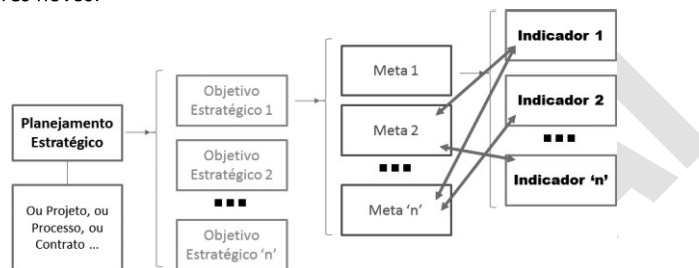 Planejamento
Estratégico
Ou Projeto, ou
Processo, ou
Contrato ...
Objetivo
Estratégico 1
Objetivo
Estratégico 2
Objetivo
Estratégico 'n'
Meta 1
Meta 2
Meta 'n'
Indicador 1
Indicador 2
Indicador 'n'